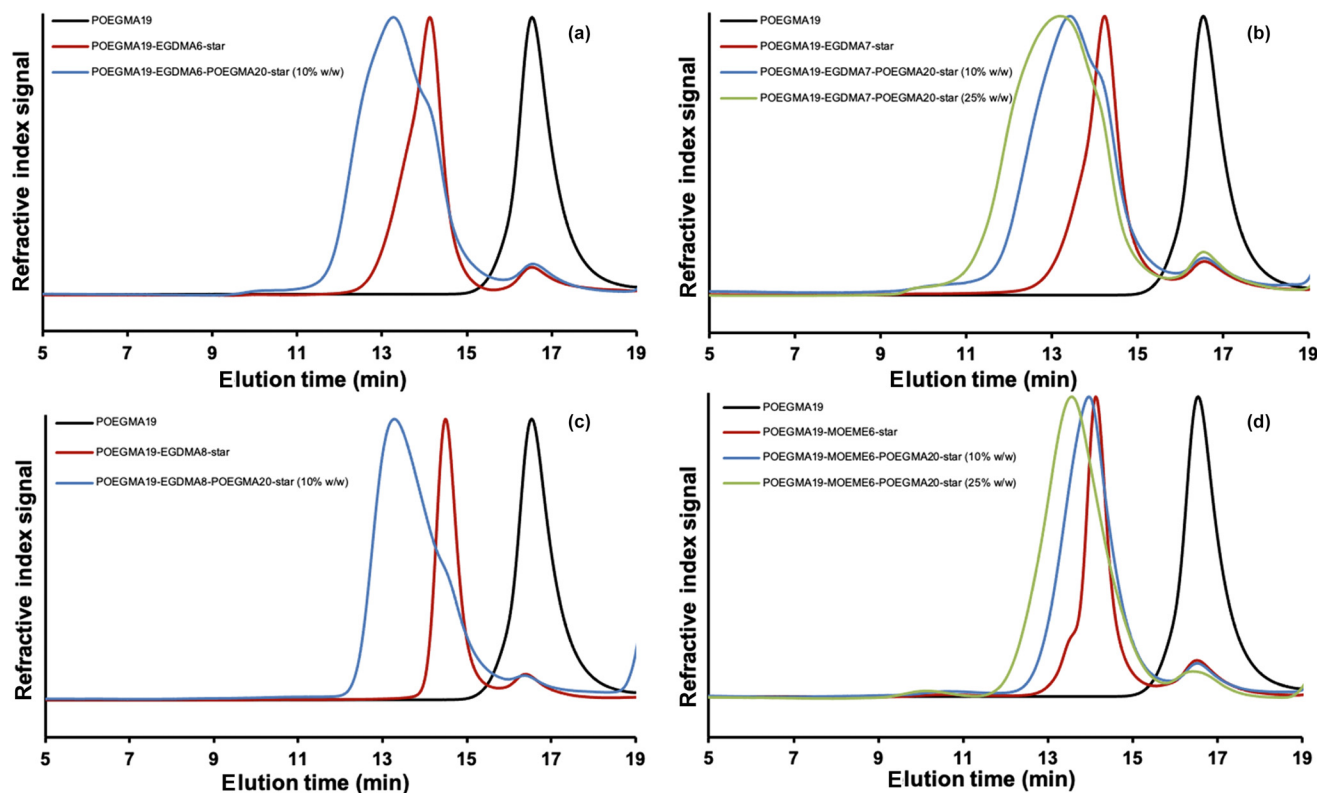 (a)
POEGMA19
POEGMA19-EGDMA6-star
POEGMA19-EGDMA6-POEGMA20-star (10% w/w)
Refractive index signal
5 7 9 11 13 15 17 19
Elution time (min)
(b)
POEGMA19
POEGMA19-EGDMA7-star
POEGMA19-EGDMA7-POEGMA20-star (10% w/w)
POEGMA19-EGDMA7-POEGMA20-star (25% w/w)
Refractive index signal
5 7 9 11 13 15 17 19
Elution time (min)
(c)
POEGMA19
POEGMA19-EGDMA8-star
POEGMA19-EGDMA8-POEGMA20-star (10% w/w)
Refractive index signal
5 7 9 11 13 15 17 19
Elution time (min)
(d)
POEGMA19
POEGMA19-MOEME6-star
POEGMA19-MOEME6-POEGMA20-star (10% w/w)
POEGMA19-MOEME6-POEGMA20-star (25% w/w)
Refractive index signal
5 7 9 11 13 15 17 19
Elution time (min)